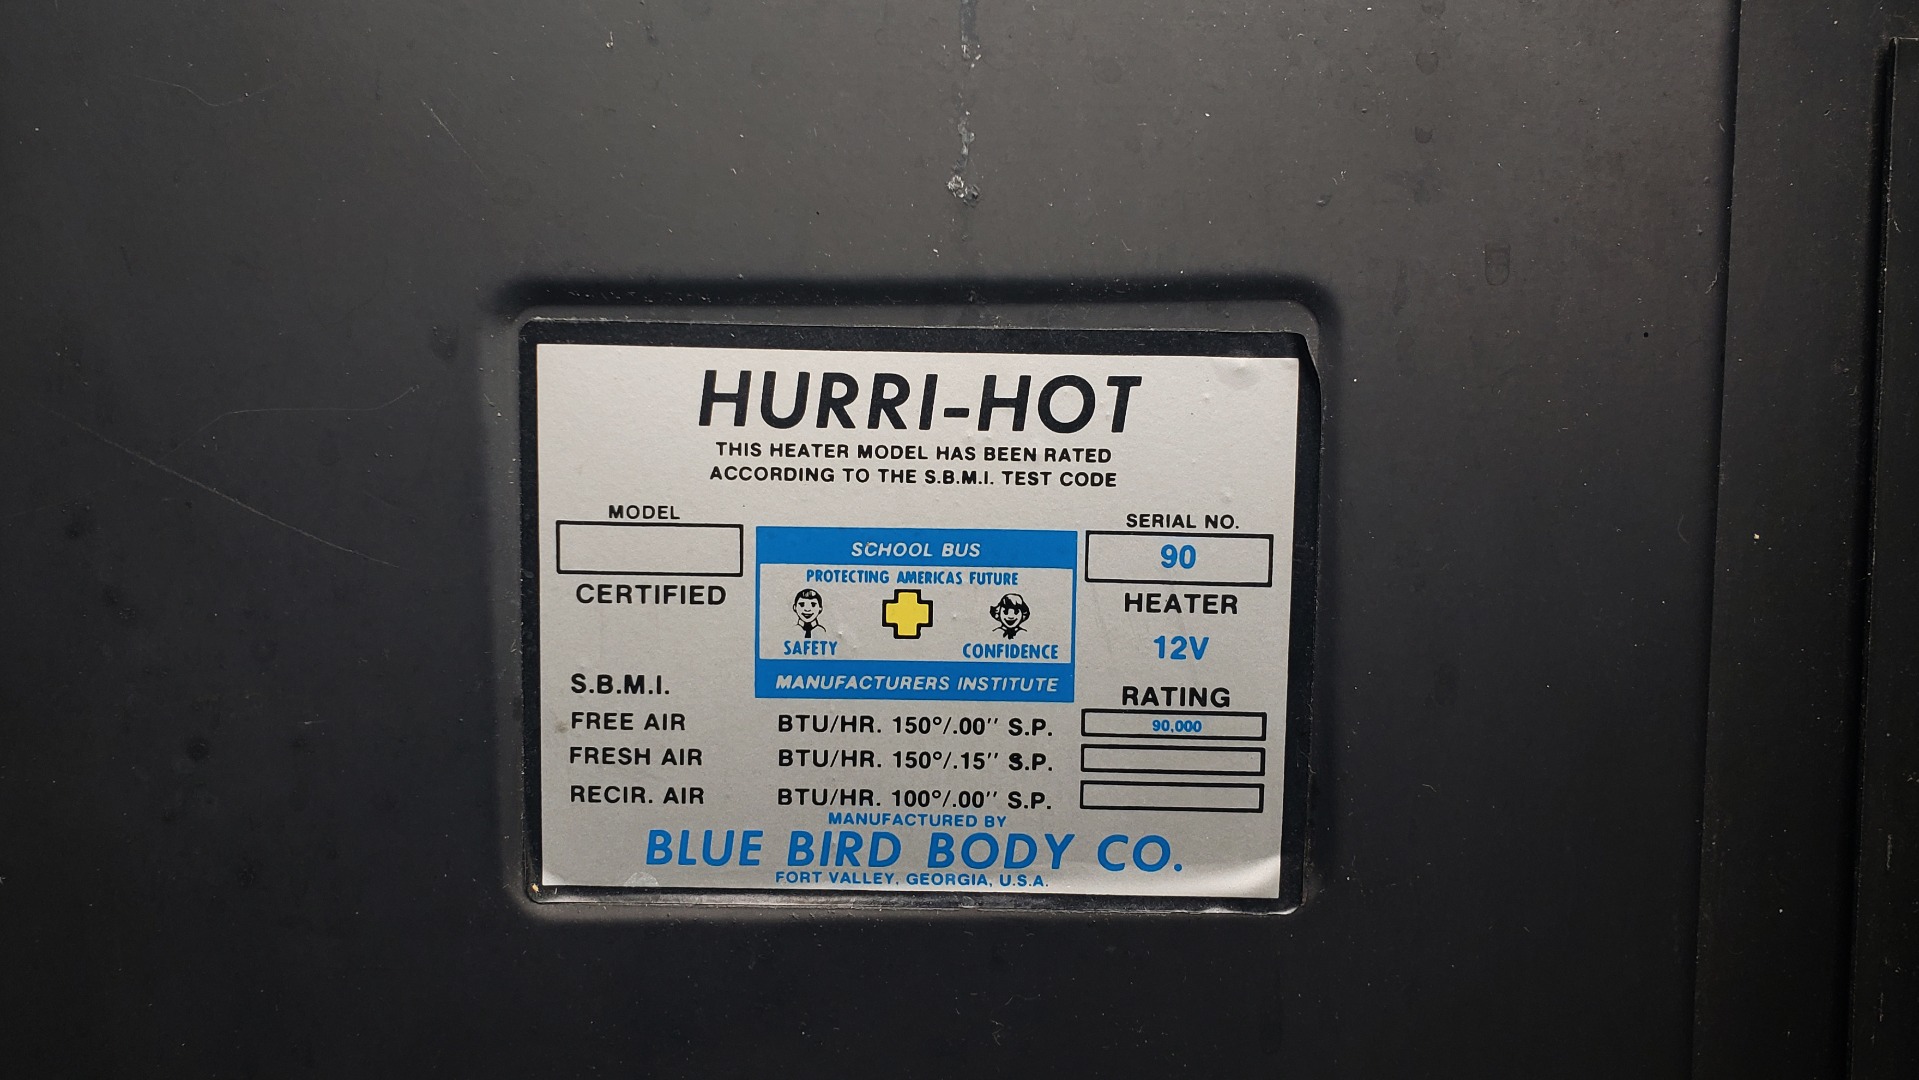 HURRI-HOT
THIS HEATER MODEL HAS BEEN RATED
ACCORDING TO THE S.B.M.I. TEST CODE
MODEL
CERTIFIED
SCHOOL BUS
PROTECTING AMERICAS FUTURE
SAFETY
CONFIDENCE
MANUFACTURERS INSTITUTE
SERIAL NO.
90
HEATER
12V
RATING
S.B.M.I.
FREE AIR BTU/HR. 150°/.00" S.P. 90,000
FRESH AIR BTU/HR. 150°/.15" S.P.
RECIR. AIR BTU/HR. 100°/.00" S.P.
MANUFACTURED BY
BLUE BIRD BODY CO.
FORT VALLEY, GEORGIA, U.S.A.